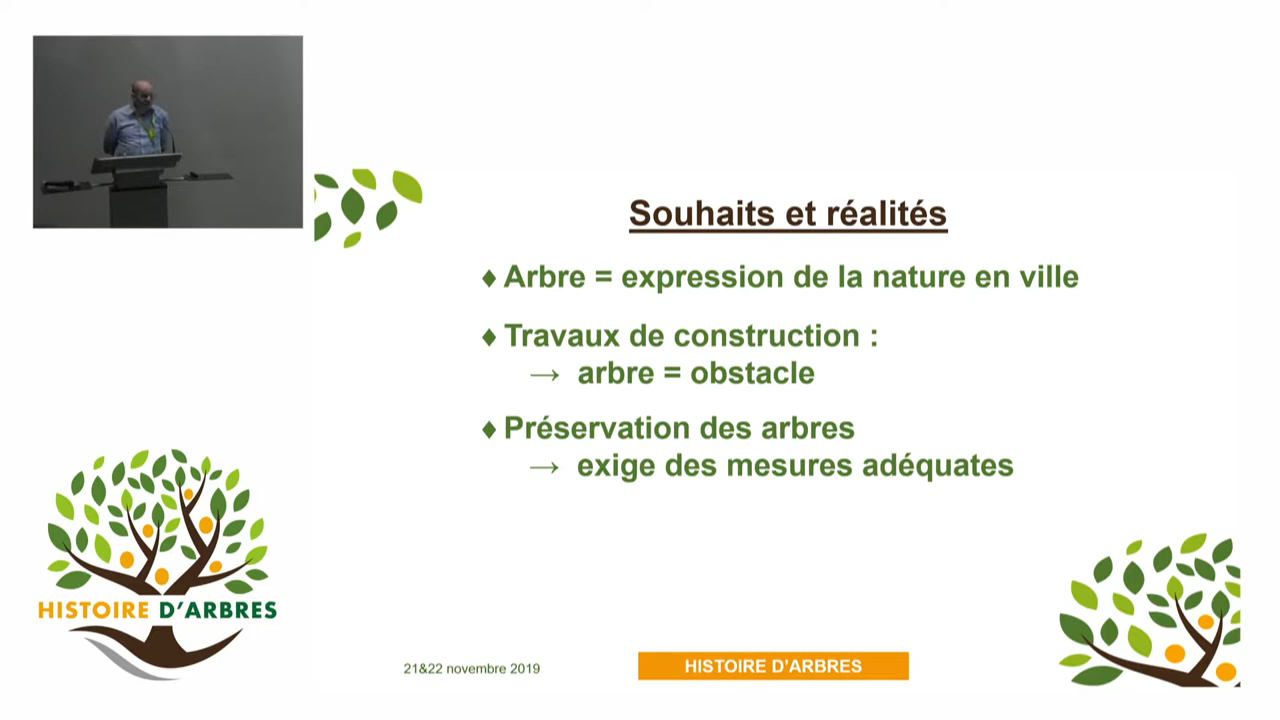 Souhaits et réalités
♦ Arbre = expression de la nature en ville
♦ Travaux de construction :
→ arbre = obstacle
♦ Préservation des arbres
→ exige des mesures adéquates
HISTOIRE D'ARBRES
21&22 novembre 2019
HISTOIRE D'ARBRES